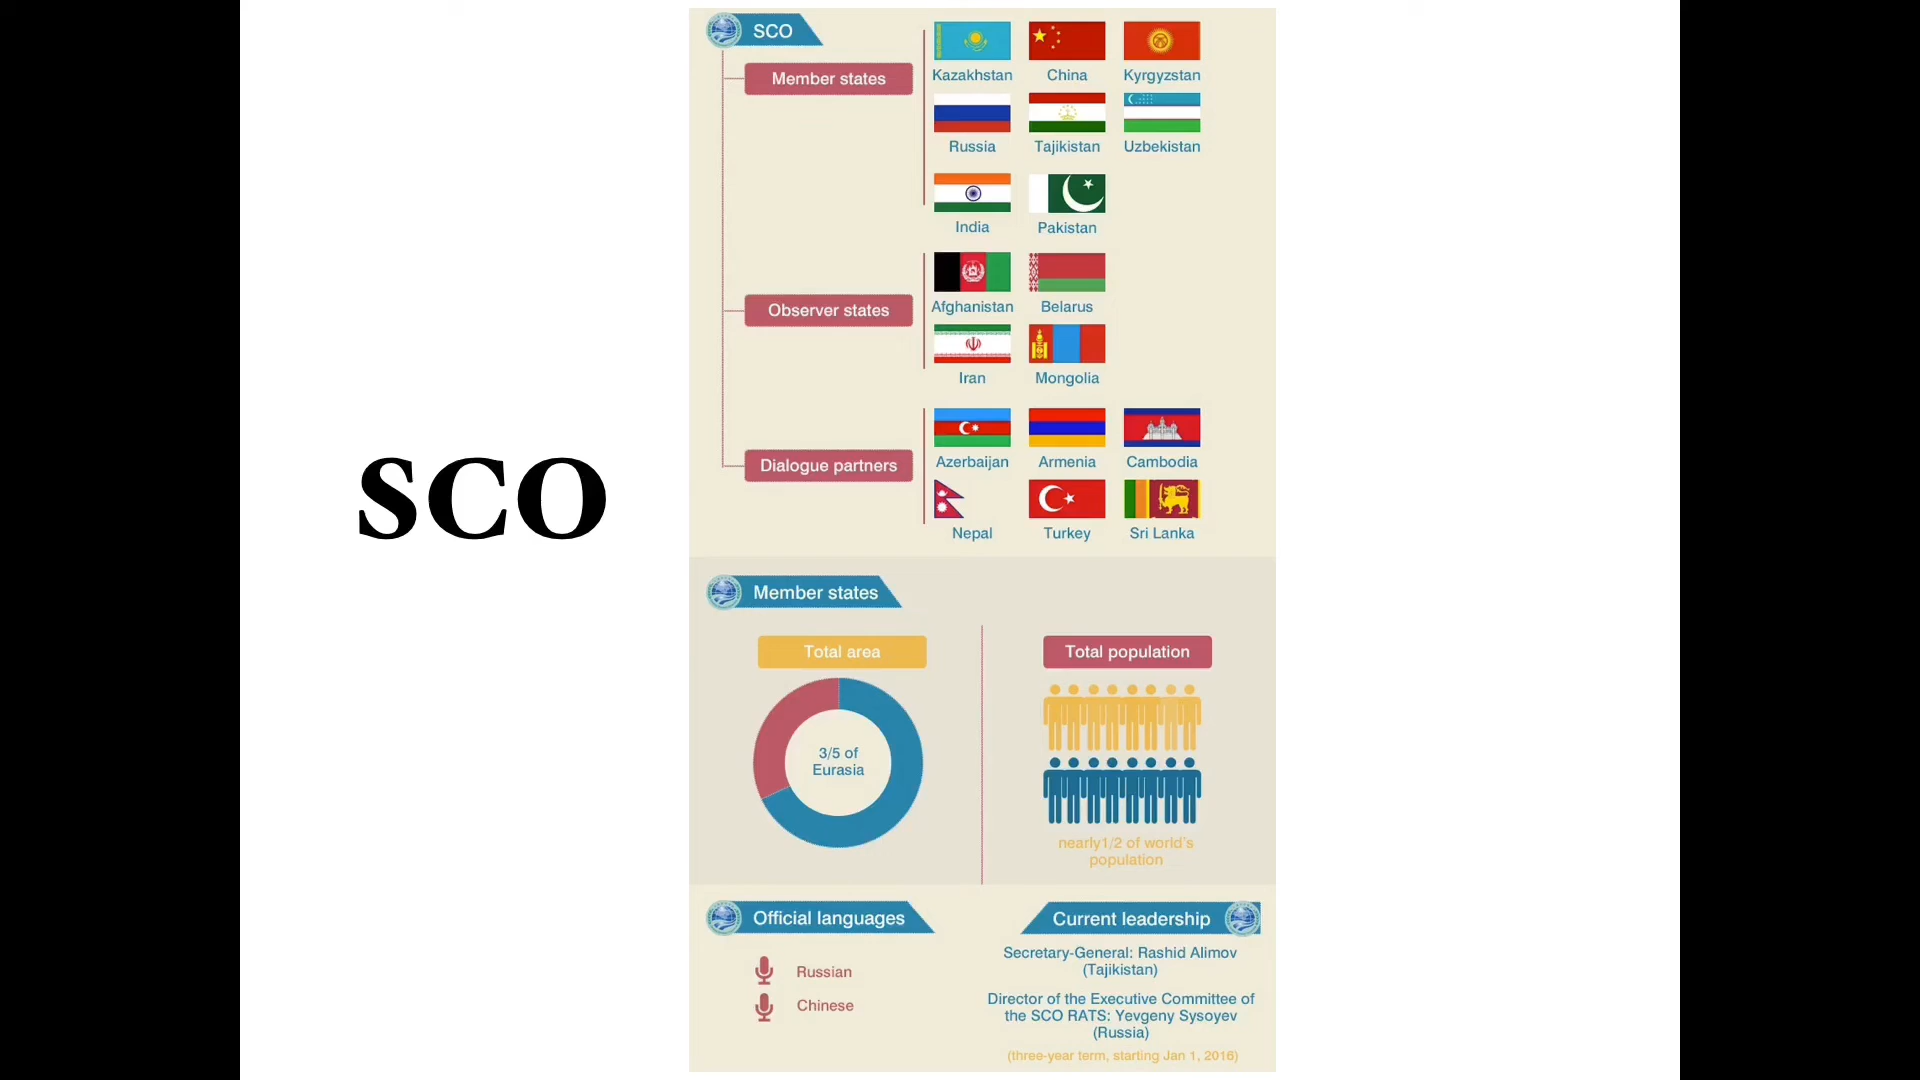 SCO
SCO
Member states
Kazakhstan China Kyrgyzstan
Russia Tajikistan Uzbekistan
India Pakistan
Observer states
Afghanistan Belarus
Iran Mongolia
Dialogue partners
Azerbaijan Armenia Cambodia
Nepal Turkey Sri Lanka
Member states
Total area
3/5 of
Eurasia
Total population
nearly1/2 of world's
population
Official languages
Russian
Chinese
Current leadership
Secretary-General: Rashid Alimov
(Tajikistan)
Director of the Executive Committee of
the SCO RATS: Yevgeny Sysoyev
(Russia)
(three-year term, starting Jan 1, 2016)